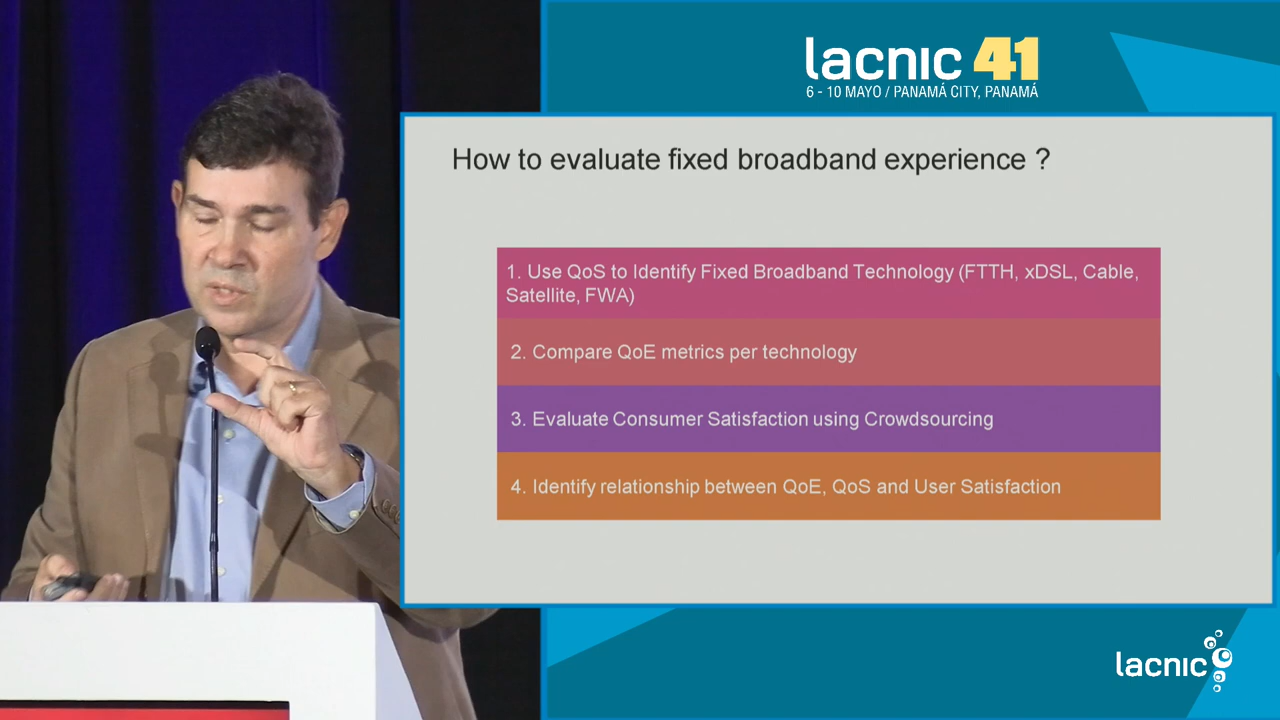 lacnic 41
6 - 10 MAYO / PANAMÁ CITY, PANAMÁ
How to evaluate fixed broadband experience ?
1. Use QoS to Identify Fixed Broadband Technology (FTTH, xDSL, Cable,
Satellite, FWA)
2. Compare QoE metrics per technology
3. Evaluate Consumer Satisfaction using Crowdsourcing
4. Identify relationship between QoE, QoS and User Satisfaction
lacnic